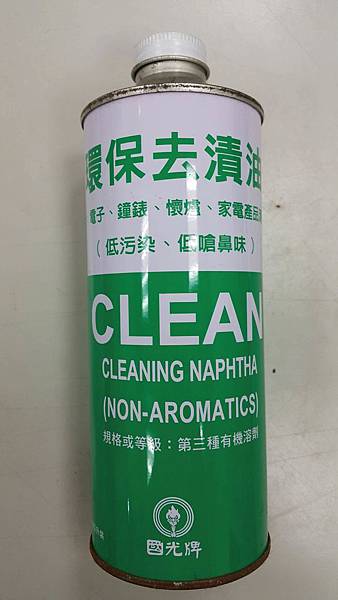 環保去漬油
電子、鐘錶、懷爐、家電產品
（低污染、低嗆鼻味）
CLEAN
CLEANING NAPHTHA
(NON-AROMATICS)
規格或等級：第三種有機溶劑
國光牌